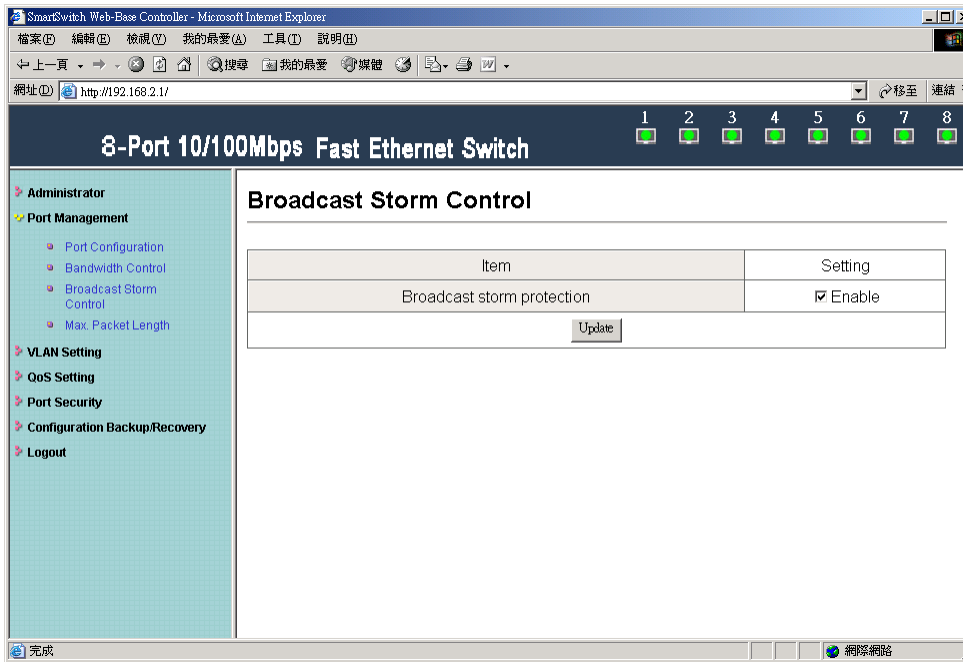 SmartSwitch Web-Base Controller - Microsoft Internet Explorer
檔案(F) 編輯(E) 檢視(V) 我的最愛(A) 工具(T) 說明(H)
上一頁 搜尋 我的最愛 媒體
網址(D) http://192.168.2.1/ 移至 連結
1 2 3 4 5 6 7 8
8-Port 10/100Mbps Fast Ethernet Switch
Administrator
Port Management
Port Configuration
Bandwidth Control
Broadcast Storm
Control
Max. Packet Length
VLAN Setting
QoS Setting
Port Security
Configuration Backup/Recovery
Logout
Broadcast Storm Control
Item Setting
Broadcast storm protection Enable
Update
完成 網際網路